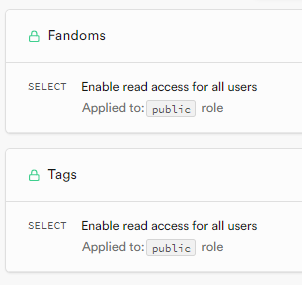 Fandoms
SELECT Enable read access for all users
Applied to: public role
Tags
SELECT Enable read access for all users
Applied to: public role